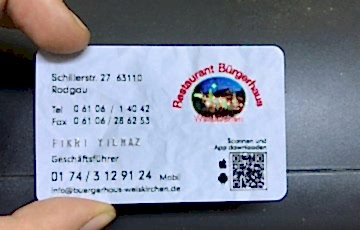 Schillerstr. 27 63110
Rodgau
Restaurant Bürgerhaus
Weiskirchen
Tel 0 61 06 / 1 40 42
Fax 0 61 06 / 28 62 53
FIKRI YILMAZ
Geschäftsführer
01 74 / 3 12 91 24 Mobil
info@buergerhaus-weiskirchen.de
Scannen und
App downloaden